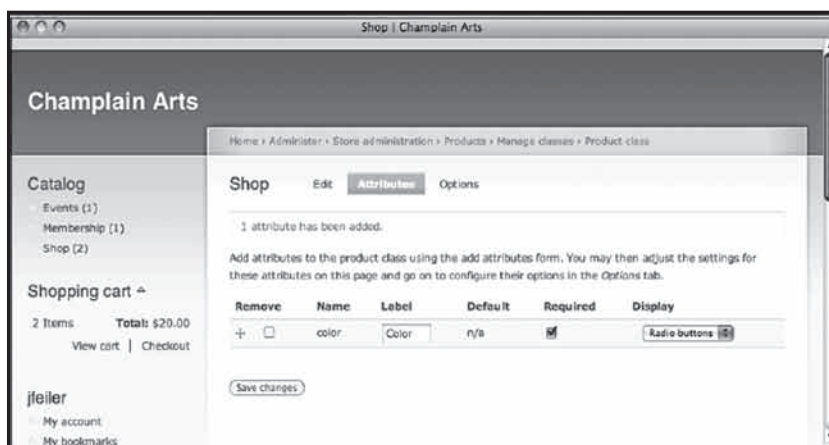 Shop | Champlain Arts
Champlain Arts
Home › Administer › Store administration › Products › Manage classes › Product class
Catalog
Events (1)
Membership (1)
Shop (2)
Shopping cart
2 Items Total: $20.00
View cart | Checkout
jfeiler
My account
My bookmarks
Shop Edit Attributes Options
1 attribute has been added.
Add attributes to the product class using the add attributes form. You may then adjust the settings for
these attributes on this page and go on to configure their options in the Options tab.
Remove Name Label Default Required Display
color Color n/a Radio buttons
Save changes